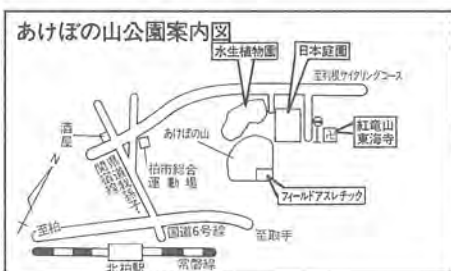 あけぼの山公園案内図
水生植物園
日本庭園
至利根サイクリングコース
酒屋
あけぼの山
紅竜山
東海寺
柏市総合
運動場
フィールドアスレチック
N
至柏
国道6号線
至取手
北柏駅
常磐線